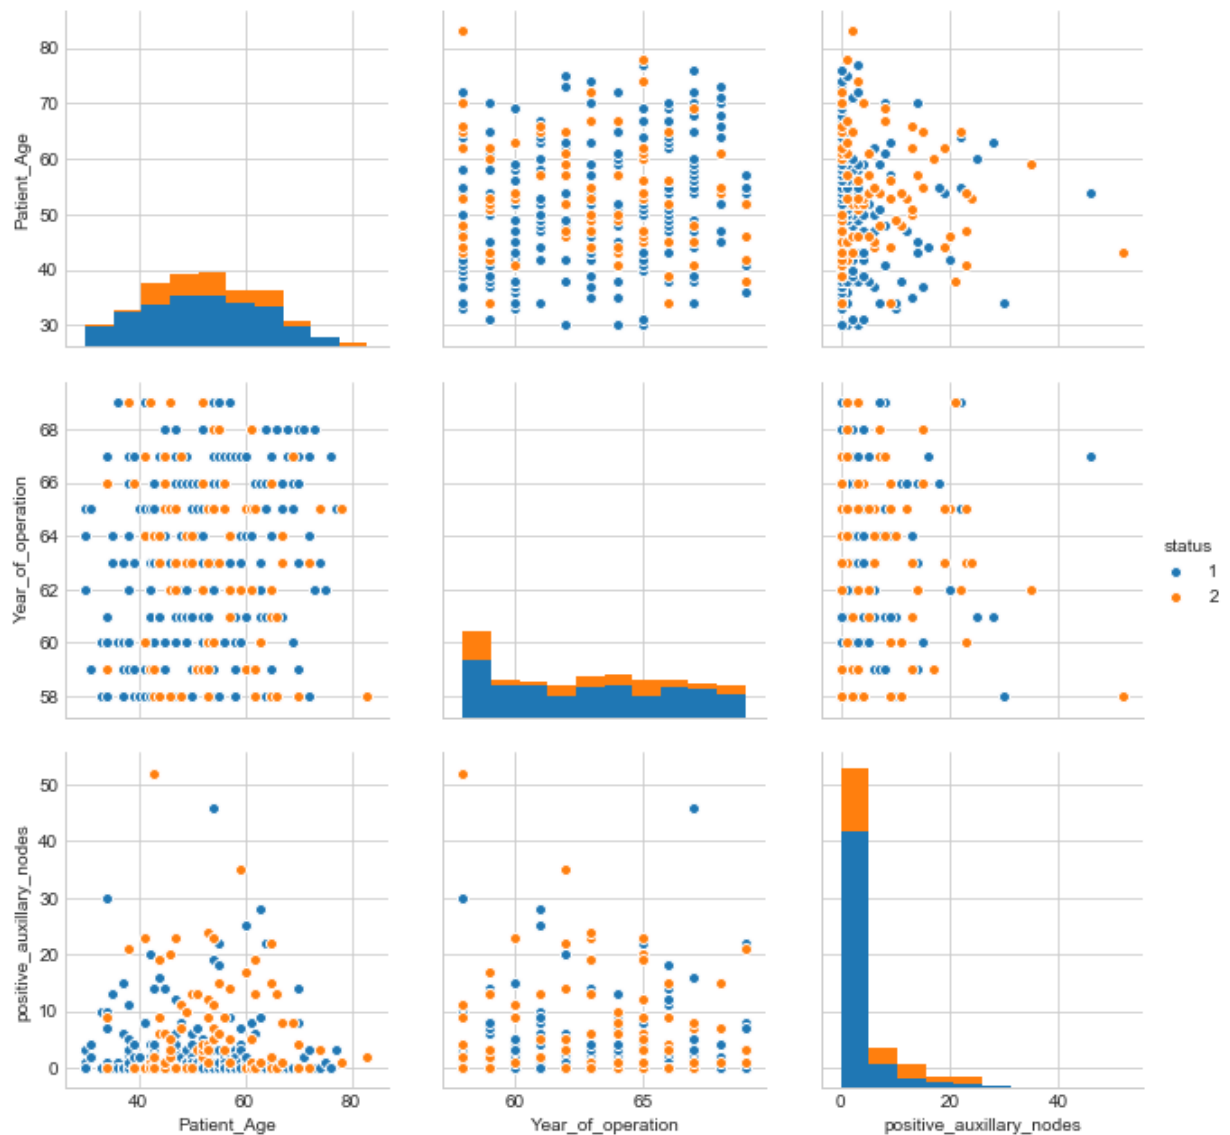 80
70
60
50
40
30
Patient_Age
68
66
64
62
60
58
Year_of_operation
status
1
2
50
40
30
20
10
0
positive_auxillary_nodes
40 60 80
Patient_Age
60 65
Year_of_operation
0 20 40
positive_auxillary_nodes